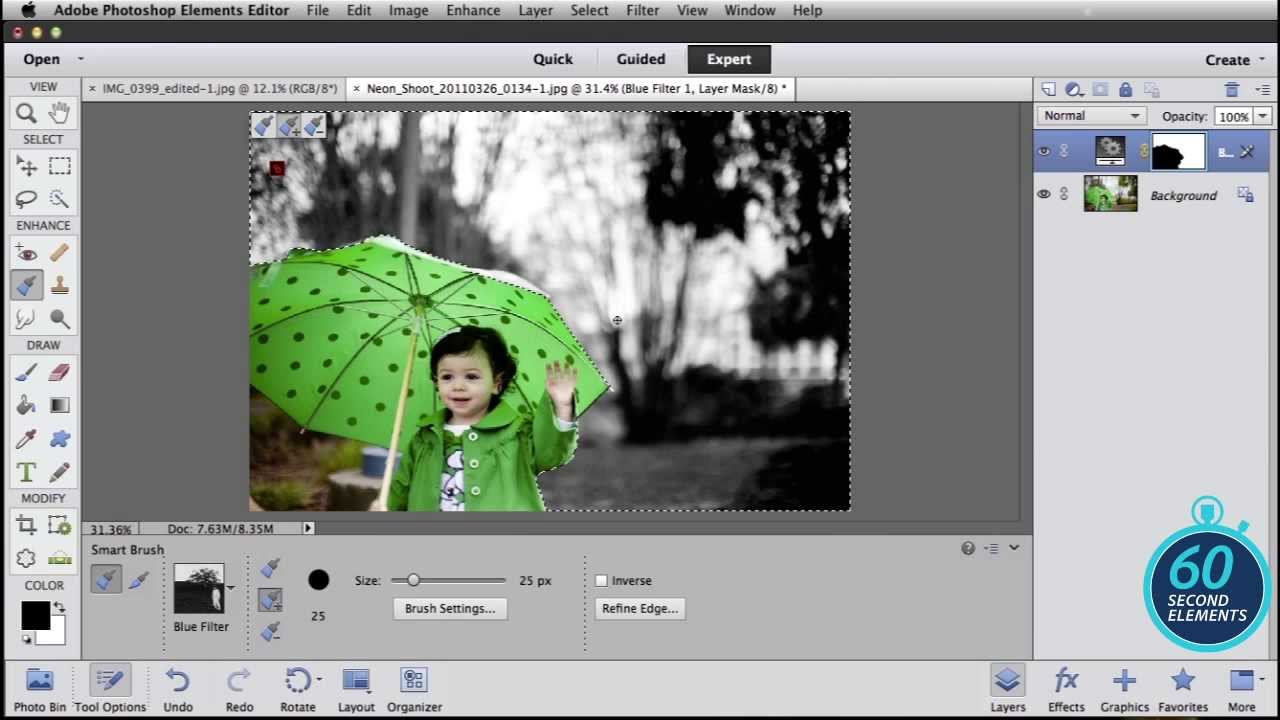 Adobe Photoshop Elements Editor File Edit Image Enhance Layer Select Filter View Window Help
Open Quick Guided Expert Create
VIEW × IMG_0399_edited-1.jpg @ 12.1% (RGB/8*) × Neon_Shoot_20110326_0134-1.jpg @ 31.4% (Blue Filter 1, Layer Mask/8) *
Normal Opacity: 100%
SELECT
B...
Background
ENHANCE
DRAW
T
MODIFY
31.36% Doc: 7.63M/8.35M
Smart Brush
COLOR
Size: 25 px Inverse
Brush Settings... Refine Edge...
25
Blue Filter
60
SECOND
ELEMENTS
fx
Photo Bin Tool Options Undo Redo Rotate Layout Organizer Layers Effects Graphics Favorites More